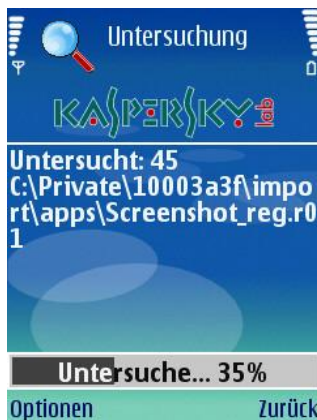 Untersuchung
KASPERSKY lab
Untersucht: 45
C:\Private\10003a3f\impo
rt\apps\Screenshot_reg.r0
1
Untersuche... 35%
Optionen
Zurück